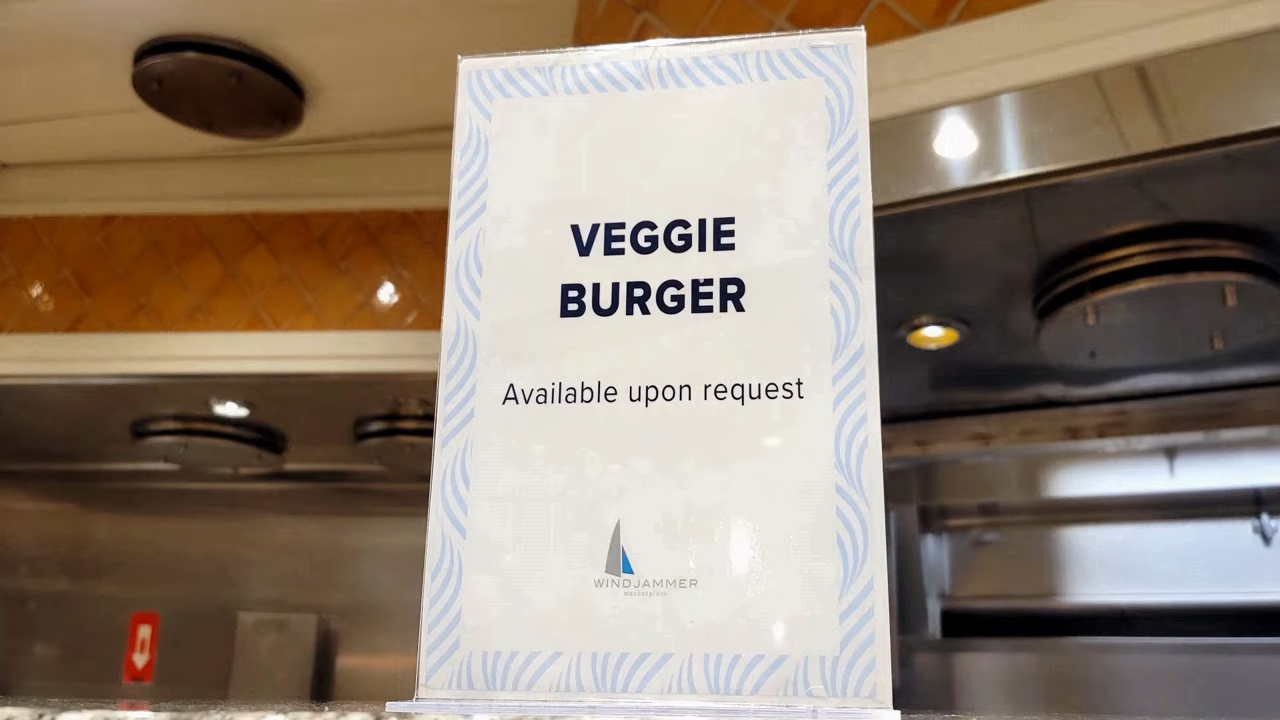 VEGGIE
BURGER
Available upon request
WINDJAMMER
marketplace